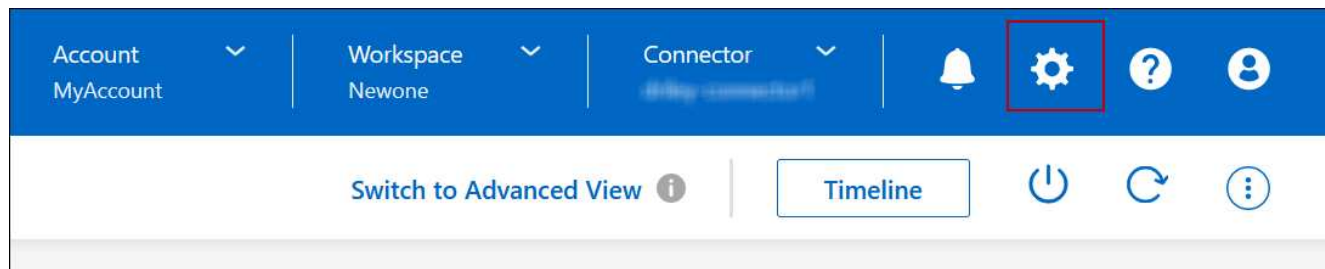 Account
MyAccount
Workspace
Newone
Connector
Switch to Advanced View
Timeline